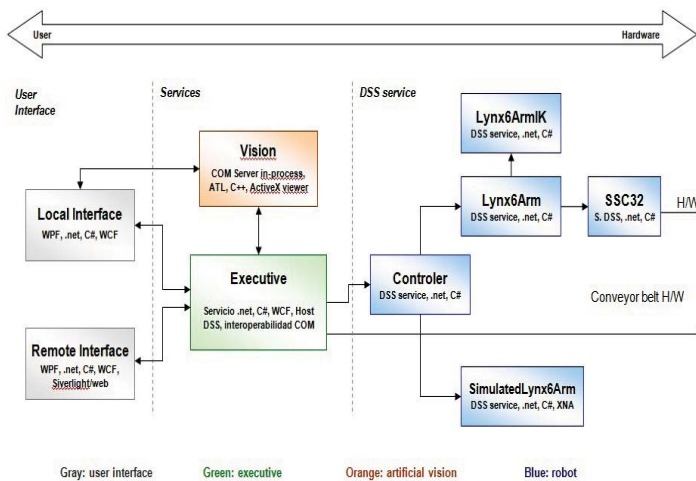 User
Hardware
User
Interface
Services
DSS service
Vision
COM Server in-process,
ATL, C++, ActiveX viewer
Local Interface
WPF, .net, C#, WCF
Remote Interface
WPF, .net, C#, WCF,
Siverlight/web
Executive
Servicio .net, C#, WCF, Host
DSS, interoperabilidad COM
Controler
DSS service, .net, C#
Lynx6ArmIK
DSS service, .net, C#
Lynx6Arm
DSS service, .net, C#
SSC32
S. DSS, .net, C#
H/W
Conveyor belt H/W
SimulatedLynx6Arm
DSS service, .net, C#, XNA
Gray: user interface
Green: executive
Orange: artificial vision
Blue: robot